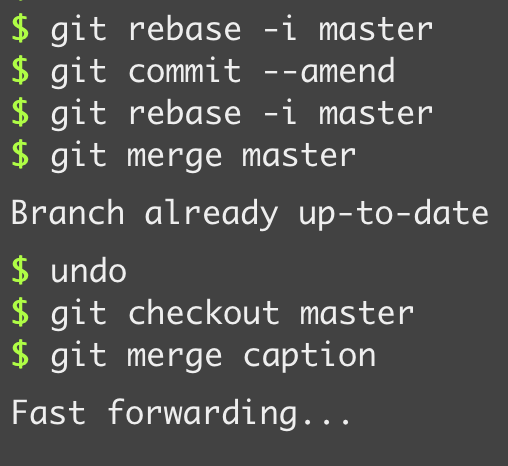 $ git rebase -i master
$ git commit --amend
$ git rebase -i master
$ git merge master
Branch already up-to-date
$ undo
$ git checkout master
$ git merge caption
Fast forwarding...